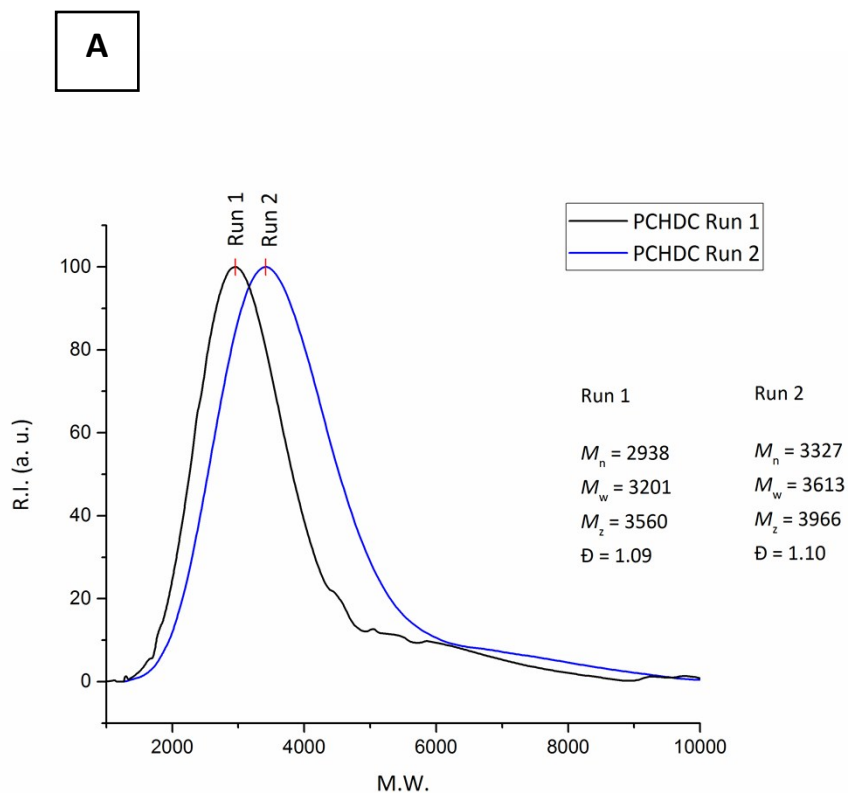 A
Run 1
Run 2
PCHDC Run 1
PCHDC Run 2
100
80
60
40
20
0
R.I. (a. u.)
Run 1
Mn = 2938
Mw = 3201
Mz = 3560
Đ = 1.09
Run 2
Mn = 3327
Mw = 3613
Mz = 3966
Đ = 1.10
2000
4000
6000
8000
10000
M.W.